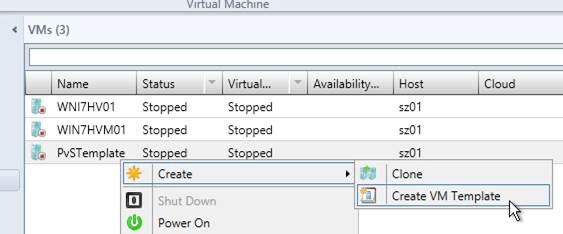 Virtual Machine
VMs (3)
Name Status Virtual... Availability... Host Cloud
WNI7HV01 Stopped Stopped sz01
WIN7HVM01 Stopped Stopped sz01
PvSTemplate Stopped Stopped sz01
Create Clone
Create VM Template
Shut Down
Power On